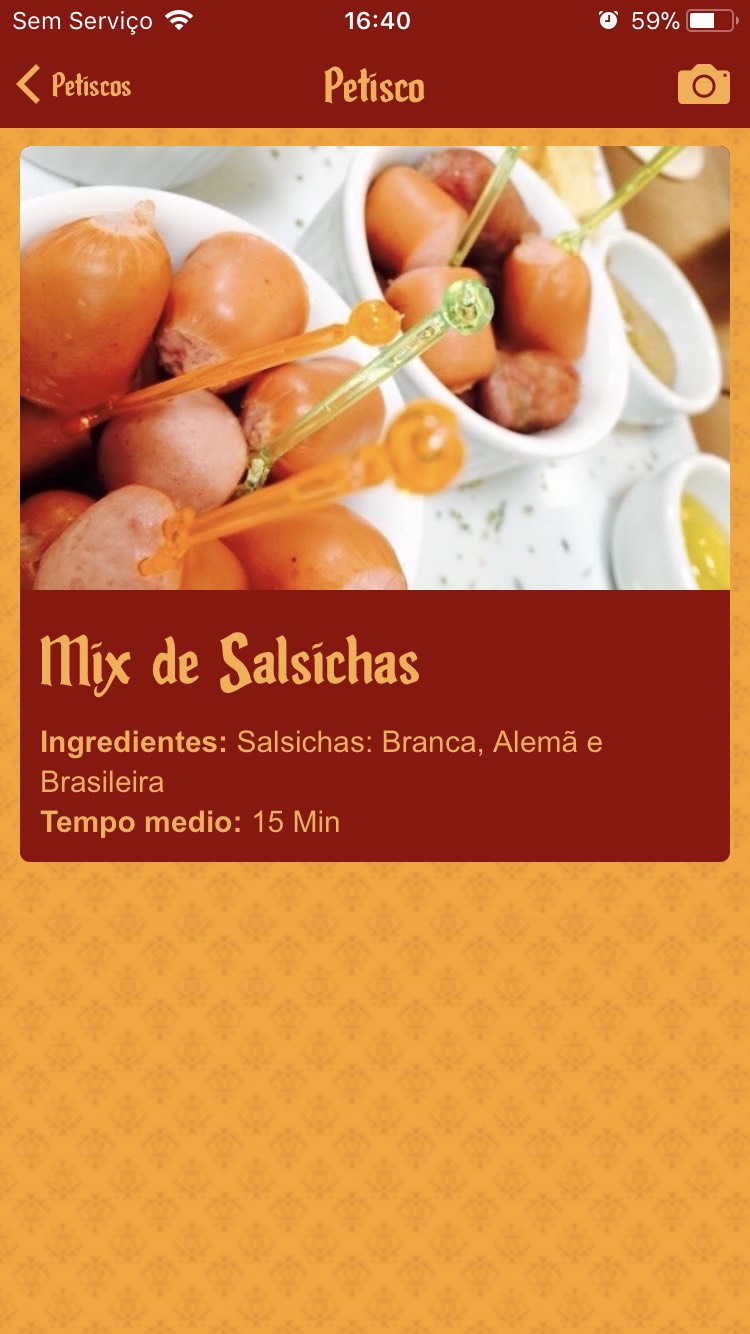 Sem Serviço 16:40 59%
Petiscos Petisco
Mix de Salsichas
Ingredientes: Salsichas: Branca, Alemã e
Brasileira
Tempo medio: 15 Min